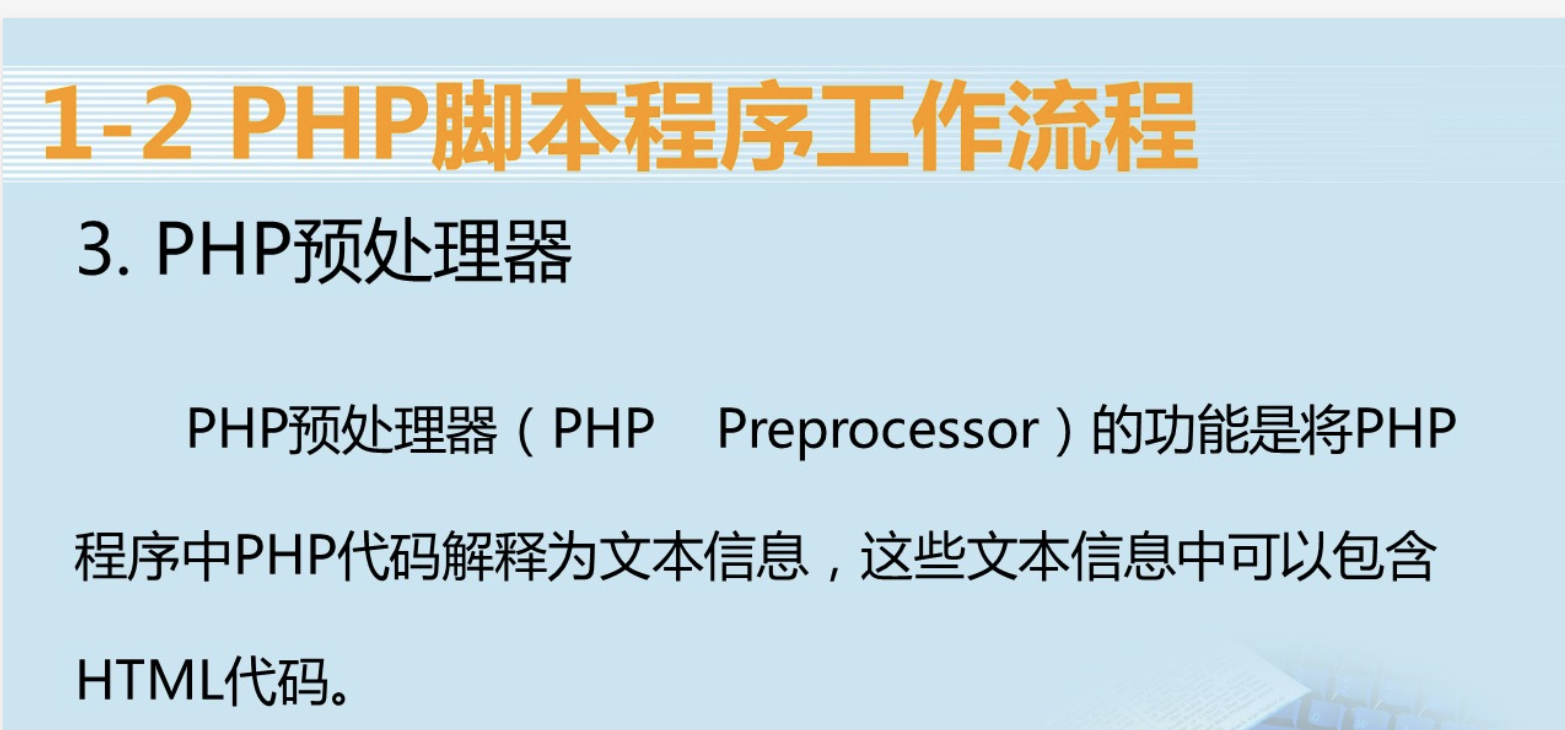 1-2 PHP脚本程序工作流程
3. PHP预处理器
PHP预处理器（PHP Preprocessor）的功能是将PHP
程序中PHP代码解释为文本信息，这些文本信息中可以包含
HTML代码。